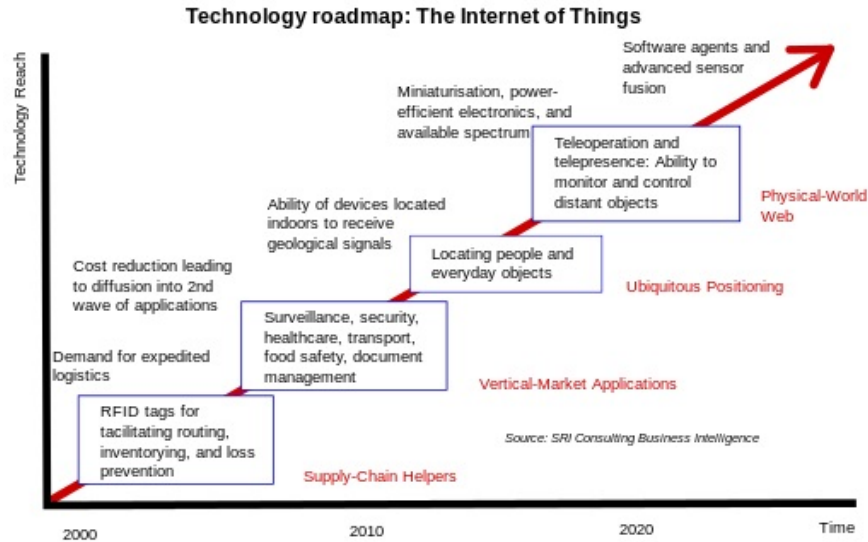 Technology roadmap: The Internet of Things
Technology Reach
Software agents and
advanced sensor
fusion
Miniaturisation, power-
efficient electronics, and
available spectrum
Teleoperation and
telepresence: Ability to
monitor and control
distant objects
Physical-World
Web
Ability of devices located
indoors to receive
geological signals
Locating people and
everyday objects
Ubiquitous Positioning
Cost reduction leading
to diffusion into 2nd
wave of applications
Surveillance, security,
healthcare, transport,
food safety, document
management
Vertical-Market Applications
Demand for expedited
logistics
RFID tags for
tacilitating routing,
inventorying, and loss
prevention
Supply-Chain Helpers
Source: SRI Consulting Business Intelligence
2000
2010
2020
Time